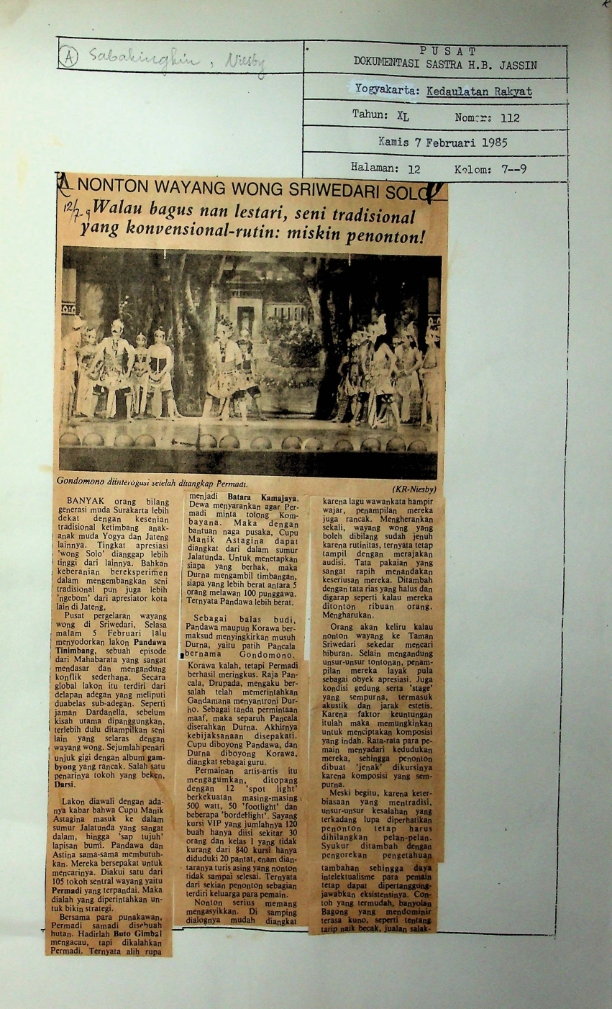 A Sabakinghin, Niesby
P U S A T
DOKUMENTASI SASTRA H.B. JASSIN
Yogyakarta: Kedaulatan Rakyat
Tahun: XL Nomor: 112
Kamis 7 Februari 1985
Halaman: 12 Kolom: 7--9
NONTON WAYANG WONG SRIWEDARI SOLO
12/7-9
Walau bagus nan lestari, seni tradisional
yang konvensional-rutin: miskin penonton!
Gondomono diinterogasi setelah ditangkap Permadi.
(KR-Niesby)
BANYAK orang bilang
generasi muda Surakarta lebih
dekat dengan kesenian
tradisional ketimbang anak-
anak muda Yogya dan Jateng
lainnya. Tingkat apresiasi
'wong Solo' dianggap lebih
tinggi dari lainnya. Bahkan
keberanian bereksperimen
dalam mengembangkan seni
tradisional pun juga lebih
'ngebom' dari apresiator kota
lain di Jateng.
Pusat pergelaran wayang
wong di Sriwedari, Selasa
malam 5 Februari lalu
menyodorkan lakon Pandawa
Tinimbang, sebuah episode
dari Mahabarata yang sangat
mendasar dan mengandung
konflik sederhana. Secara
global lakon itu terdiri dari
delapan adegan yang meliputi
duabelas sub-adegan. Seperti
jaman Dardanella, sebelum
kisah utama dipanggungkan,
terlebih dulu ditampilkan seni
lain yang selaras dengan
wayang wong. Sejumlah penari
unjuk gigi dengan album gam-
byong yang rancak. Salah satu
penarinya tokoh yang beken,
Darsi.
Lakon diawali dengan ada-
nya kabar bahwa Cupu Manik
Astagina masuk ke dalam
sumur Jalatunda yang sangat
dalam, hingga 'sap tujuh'
lapisan bumi. Pandawa dan
Astina sama-sama membutuh-
kan. Mereka bersepakat untuk
mencarinya. Diakui satu dari
105 tokoh sentral wayang yaitu
Permadi yang terpandai. Maka
dialah yang diperintahkan un-
tuk bikin strategi.
Bersama para punakawan,
Permadi samadi disebuah
hutan. Hadirlah Buto Gimbal
mengacau, tapi dikalahkan
Permadi. Ternyata alih rupa
menjadi Batara Kamajaya.
Dewa menyarankan agar Per-
madi minta tolong Kom-
bayana. Maka dengan
bantuan naga pusaka, Cupu
Manik Astagina dapat
diangkat dari dalam sumur
Jalatunda. Untuk menetapkan
siapa yang berhak, maka
Durna mengambil timbangan,
siapa yang lebih berat antara 5
orang melawan 100 punggawa.
Ternyata Pandawa lebih berat.
Sebagai balas budi,
Pandawa maupun Korawa ber-
maksud menyingkirkan musuh
Durna, yaitu patih Pancala
bernama Gondomono.
Korawa kalah, tetapi Permadi
berhasil meringkus. Raja Pan-
cala, Drupada, mengaku ber-
salah telah memerintahkan
Gandamana menyantroni Dur-
no. Sebagai tanda permintaan
maaf, maka separuh Pancala
diserahkan Durna. Akhirnya
kebijaksanaan disepakati.
Cupu diboyong Pandawa, dan
Durna diboyong Korawa,
diangkat sebagai guru.
Permainan artis-artis itu
mengagumkan, ditopang
dengan 12 'spot light'
berkekuatan masing-masing
500 watt, 50 'footlight' dan
beberapa 'bordelight'. Sayang
kursi VIP yang jumlahnya 120
buah hanya diisi sekitar 30
orang dan kelas I yang tidak
kurang dari 840 kursi hanya
diduduki 20 pantat, enam dian-
taranya turis asing yang nonton
tidak sampai selesai. Ternyata
dari sekian penonton sebagian
terdiri keluarga para pemain.
Nonton serius memang
mengasyikkan. Di samping
dialognya mudah diangkat
karena lagu wawankata hampir
wajar, penampilan mereka
juga rancak. Mengherankan
sekali, wayang wong yang
boleh dibilang sudah jenuh
karena rutinitas, ternyata tetap
tampil dengan merajakan
audisi. Tata pakaian yang
sangat rapih menandakan
keseriusan mereka. Ditambah
dengan tata rias yang halus dan
digarap seperti kalau mereka
ditonton ribuan orang.
Mengharukan.
Orang akan keliru kalau
nonton wayang ke Taman
Sriwedari sekedar mencari
hiburan. Selain mengandung
unsur-unsur tontonan, penam-
pilan mereka layak pula
sebagai obyek apresiasi. Juga
kondisi gedung serta 'stage'
yang sempurna, termasuk
akustik dan jarak estetis.
Karena faktor keuntungan
itulah maka memungkinkan
untuk menciptakan komposisi
yang indah. Rata-rata para pe-
main menyadari kedudukan
mereka, sehingga penonton
dibuat 'jenak' dikursinya
karena komposisi yang sem-
purna.
Meski begitu, karena keter-
biasaan yang mentradisi,
unsur-unsur kesalahan yang
terkadang lupa diperhatikan
penonton tetap harus
dihilangkan pelan-pelan.
Syukur ditambah dengan
pengorekan pengetahuan
tambahan sehingga daya
intelektualisme para pemain
tetap dapat dipertanggung-
jawabkan eksistensinya. Con-
toh yang termudah, banyolan
Bagong yang mendominir
terasa kuno, seperti tentang
tarip naik becak, jualan salak-